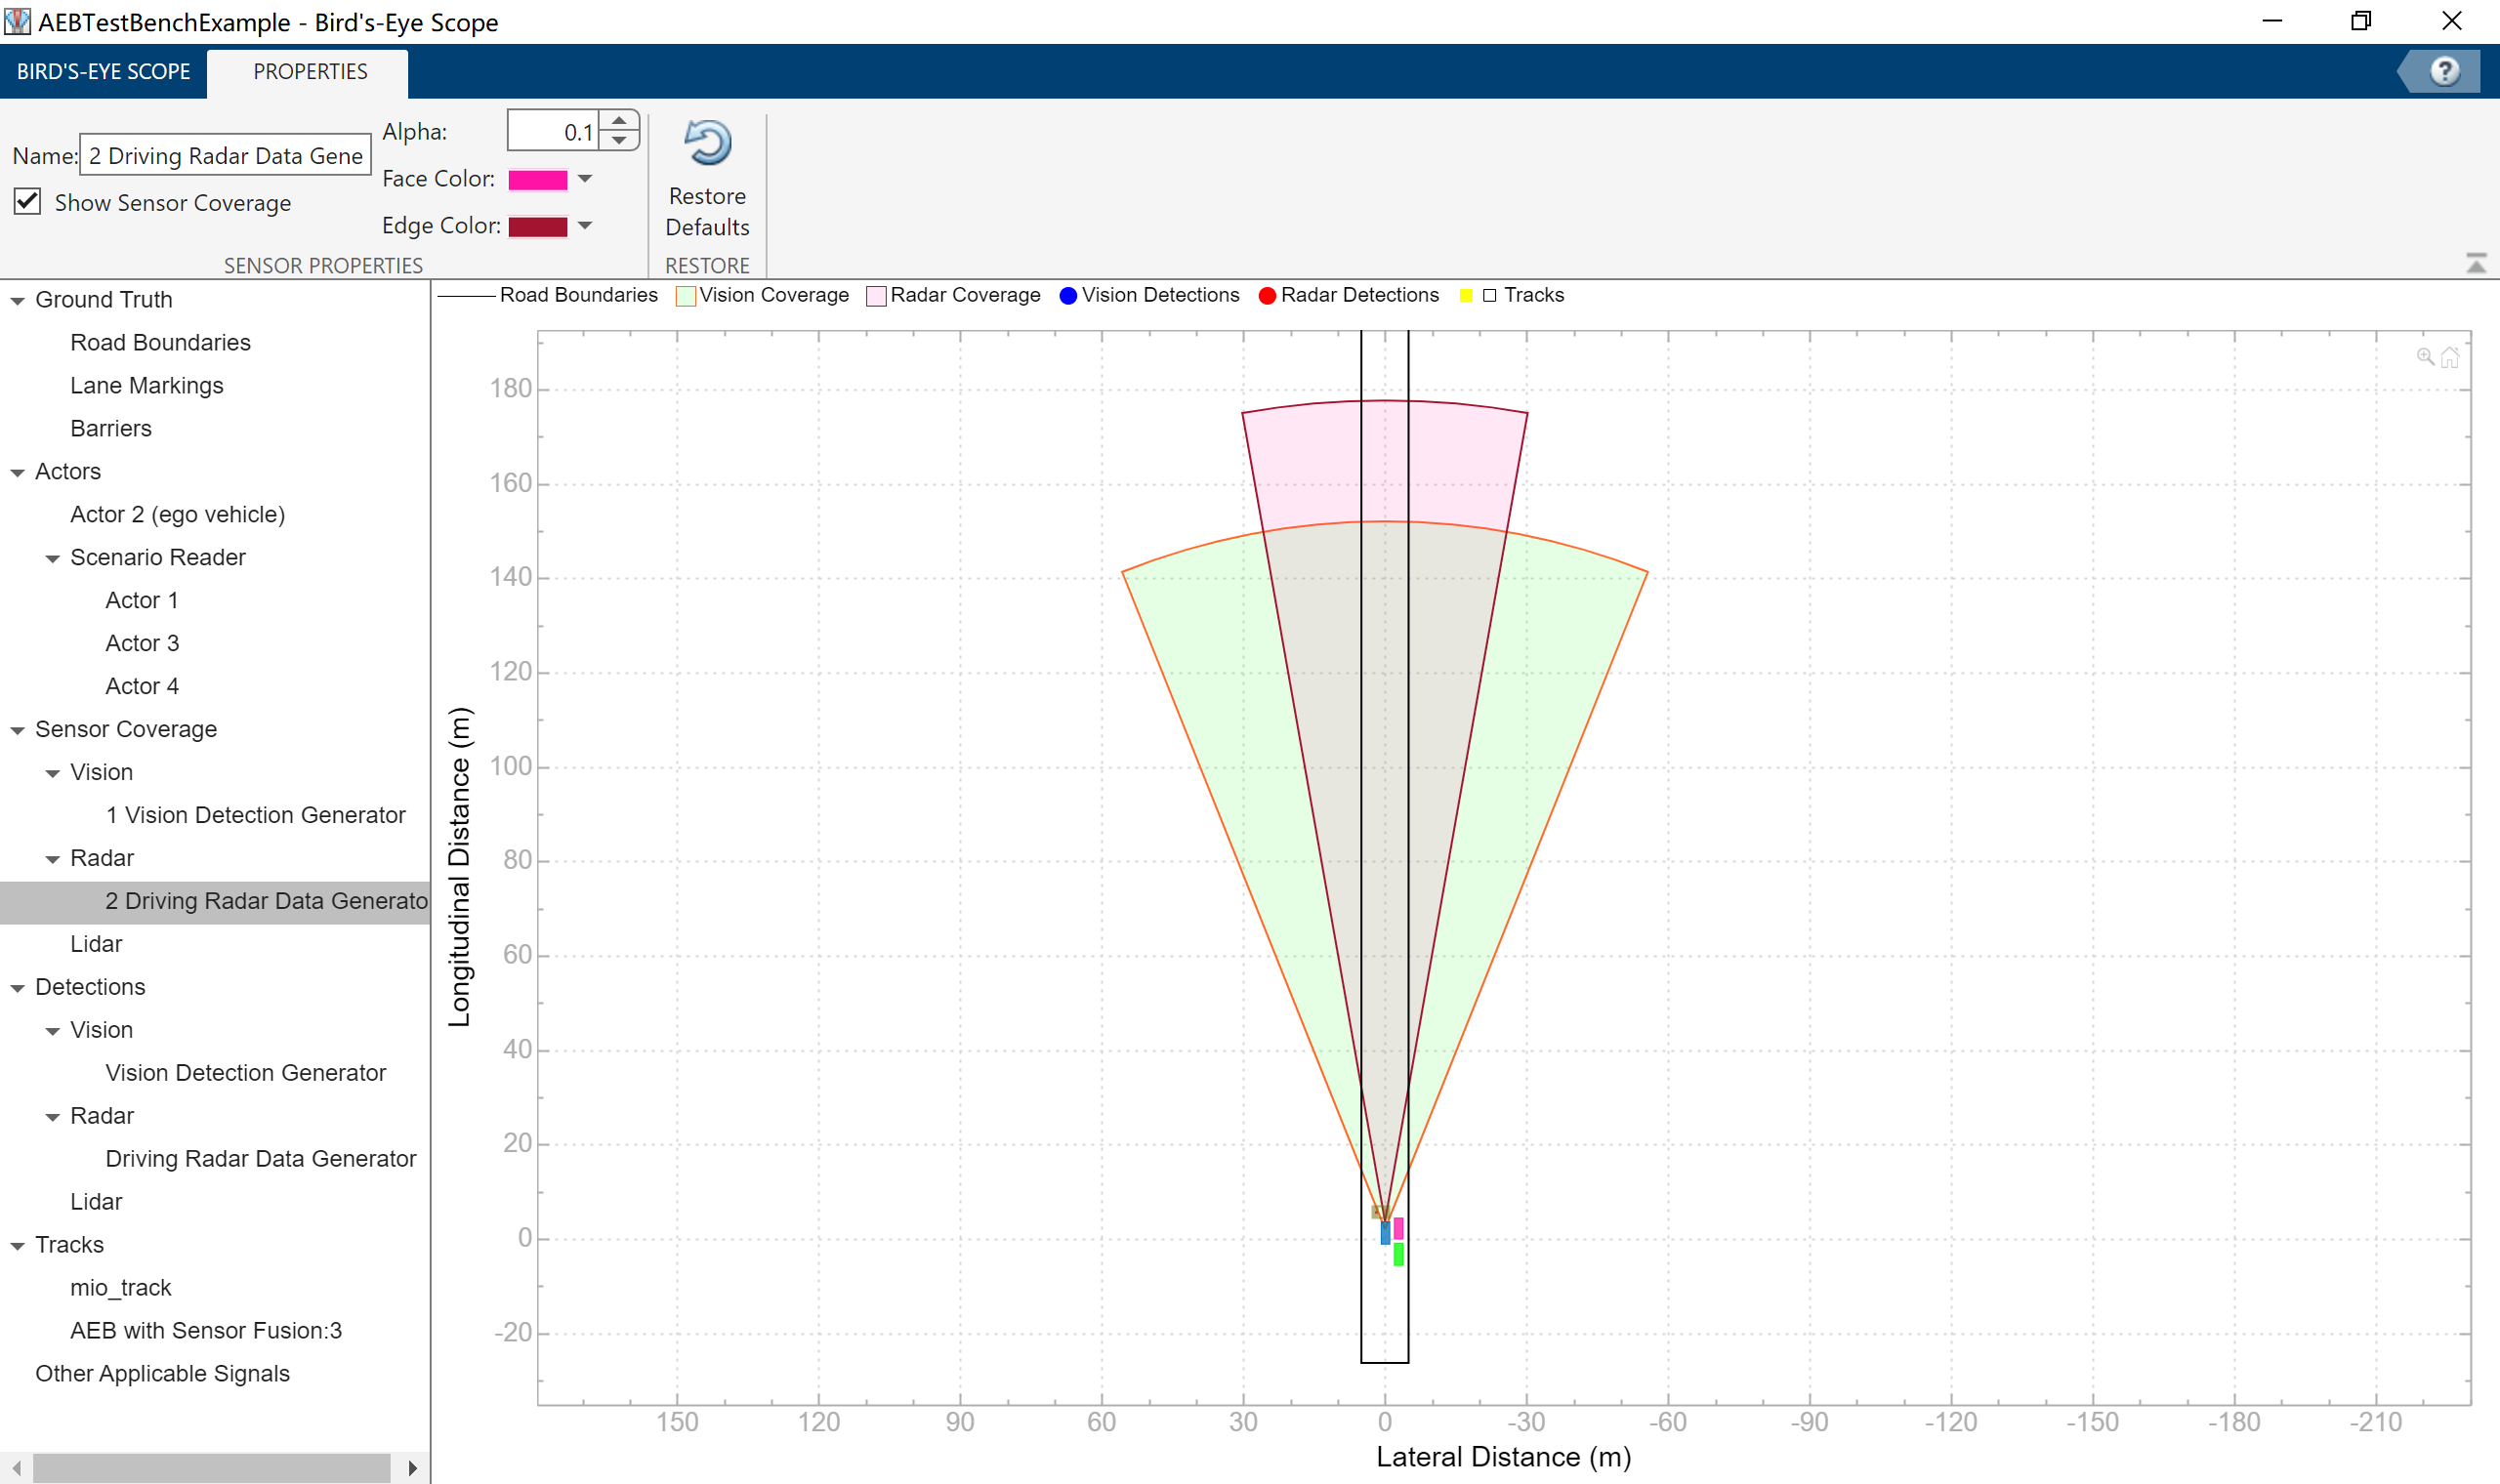 AEBTestBenchExample - Bird's-Eye Scope
BIRD'S-EYE SCOPE
PROPERTIES
Name:
2 Driving Radar Data Gene
Show Sensor Coverage
Alpha:
0.1
Face Color:
Edge Color:
SENSOR PROPERTIES
Restore
Defaults
RESTORE
Ground Truth
Road Boundaries
Lane Markings
Barriers
Actors
Actor 2 (ego vehicle)
Scenario Reader
Actor 1
Actor 3
Actor 4
Sensor Coverage
Vision
1 Vision Detection Generator
Radar
2 Driving Radar Data Generato
Lidar
Detections
Vision
Vision Detection Generator
Radar
Driving Radar Data Generator
Lidar
Tracks
mio_track
AEB with Sensor Fusion:3
Other Applicable Signals
Road Boundaries Vision Coverage Radar Coverage Vision Detections Radar Detections Tracks
Longitudinal Distance (m)
180
160
140
120
100
80
60
40
20
0
-20
150 120 90 60 30 0 -30 -60 -90 -120 -150 -180 -210
Lateral Distance (m)